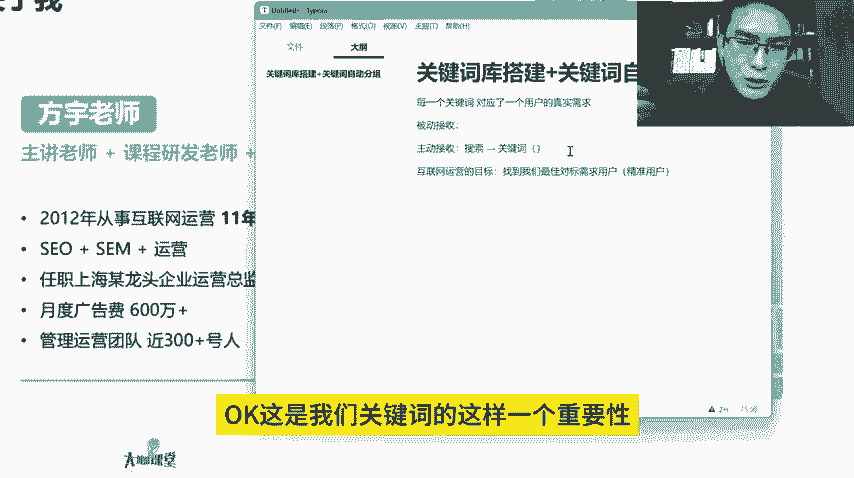 关于我
Untitled - Typora
文件(F) 编辑(E) 段落(P) 格式(O) 视图(V) 主题(T) 帮助(H)
文件 大纲
关键词库搭建+关键词自动分组
关键词库搭建+关键词自
每一个关键词 对应了一个用户的真实需求
被动接收:
主动接收:搜索 — 关键词 ()
互联网运营的目标:找到我们最佳对标需求用户 (精准用户)
方宇老师
主讲老师 + 课程研发老师 +
• 2012年从事互联网运营 11年
• SEO + SEM + 运营
• 任职上海某龙头企业运营总监
• 月度广告费 600万+
• 管理运营团队 近300+号人
OK这是我们关键词的这样一个重要性